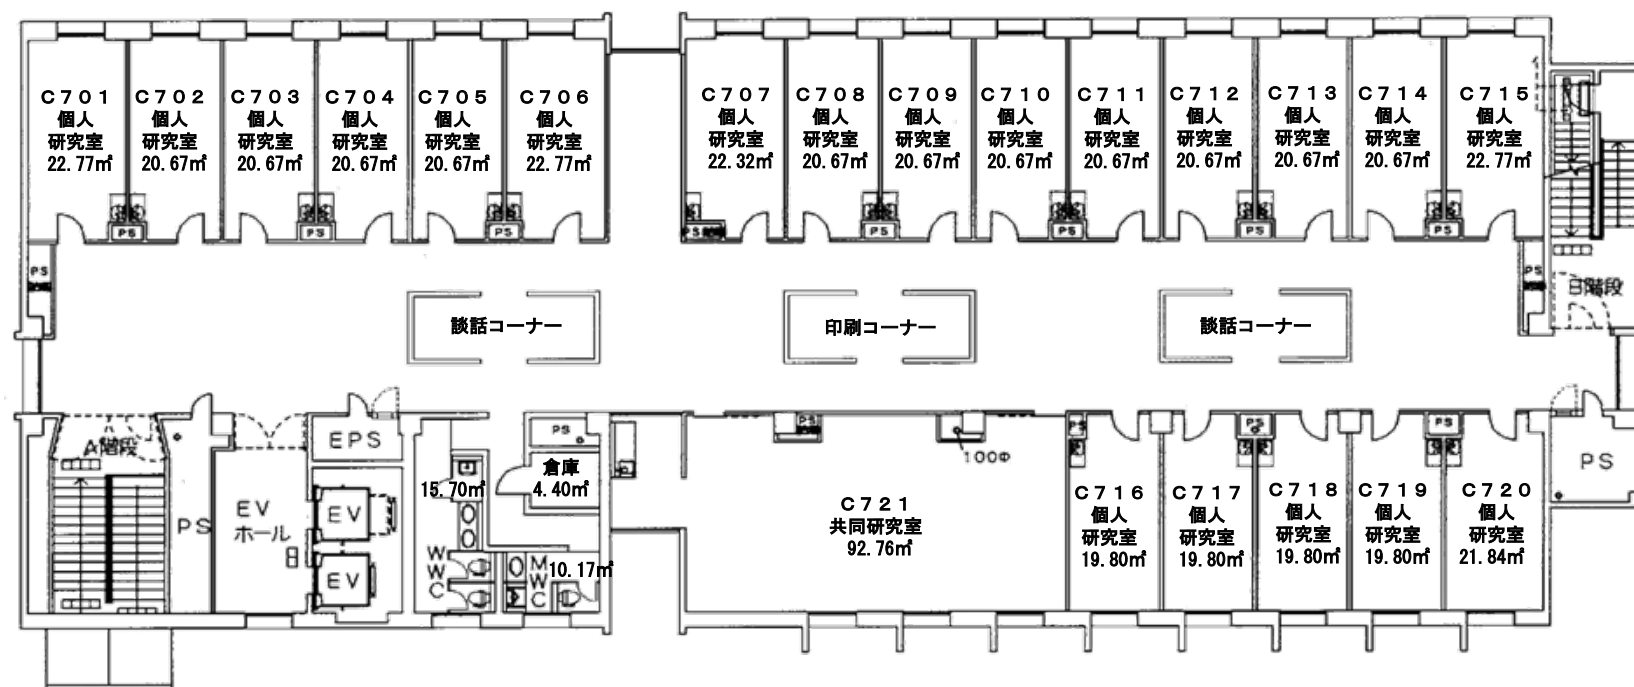 C701
個人
研究室
22.77㎡
C702
個人
研究室
20.67㎡
C703
個人
研究室
20.67㎡
C704
個人
研究室
20.67㎡
C705
個人
研究室
20.67㎡
C706
個人
研究室
22.77㎡
C707
個人
研究室
22.32㎡
C708
個人
研究室
20.67㎡
C709
個人
研究室
20.67㎡
C710
個人
研究室
20.67㎡
C711
個人
研究室
20.67㎡
C712
個人
研究室
20.67㎡
C713
個人
研究室
20.67㎡
C714
個人
研究室
20.67㎡
C715
個人
研究室
22.77㎡
PS
PS
PS
PS
PS
PS
PS
PS
PS
PS
B階段
談話コーナー
印刷コーナー
談話コーナー
A階段
PS
EV
ホール
EPS
EV
EV
15.70㎡
WWC
PS
倉庫
4.40㎡
MWC
10.17㎡
PS
100Φ
C721
共同研究室
92.76㎡
PS
C716
個人
研究室
19.80㎡
PS
C717
個人
研究室
19.80㎡
C718
個人
研究室
19.80㎡
PS
C719
個人
研究室
19.80㎡
C720
個人
研究室
21.84㎡
PS